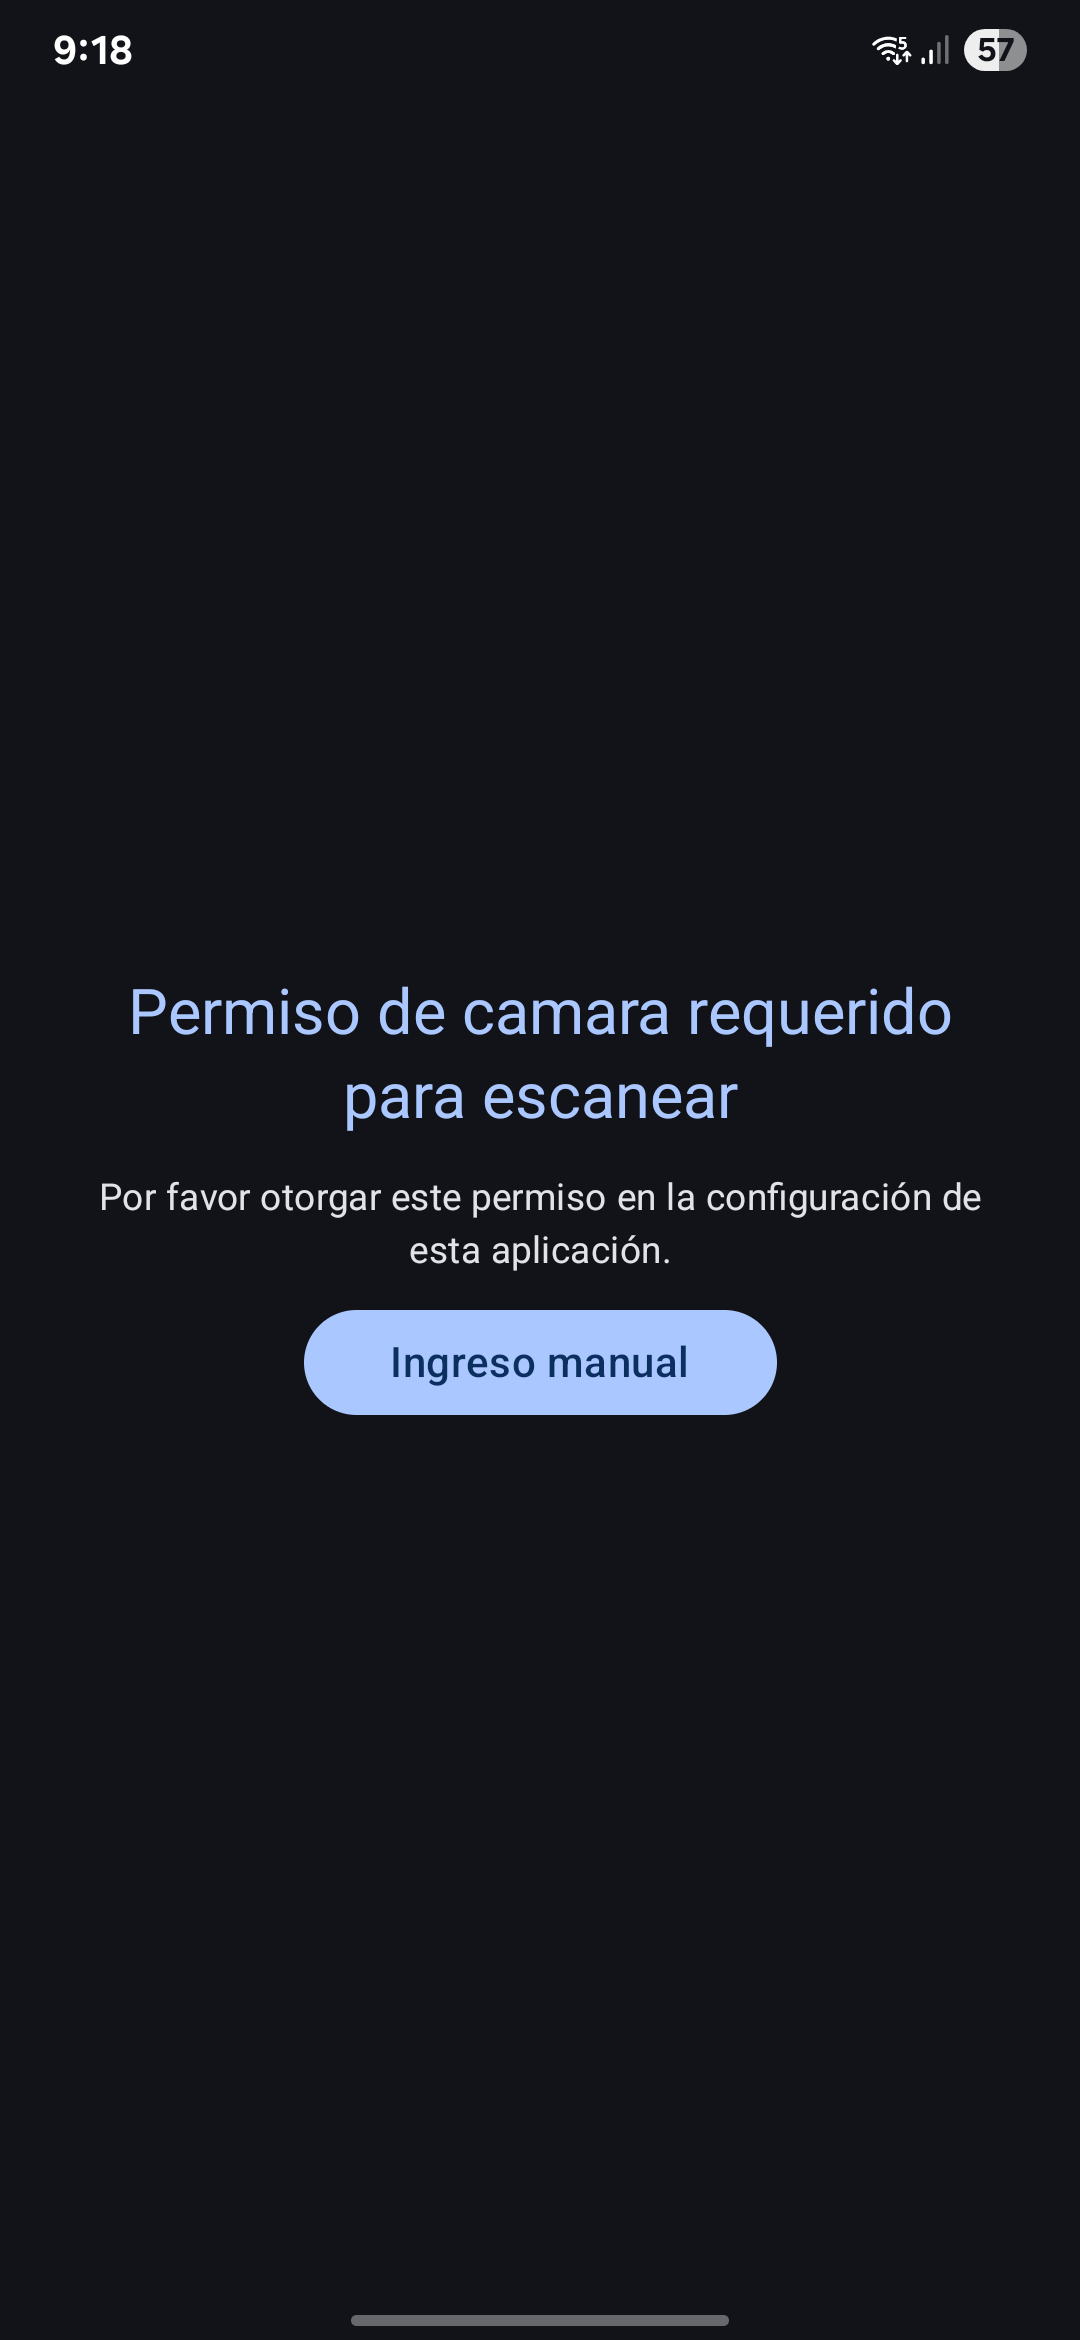 9:18
5
57
Permiso de camara requerido
para escanear
Por favor otorgar este permiso en la configuración de
esta aplicación.
Ingreso manual